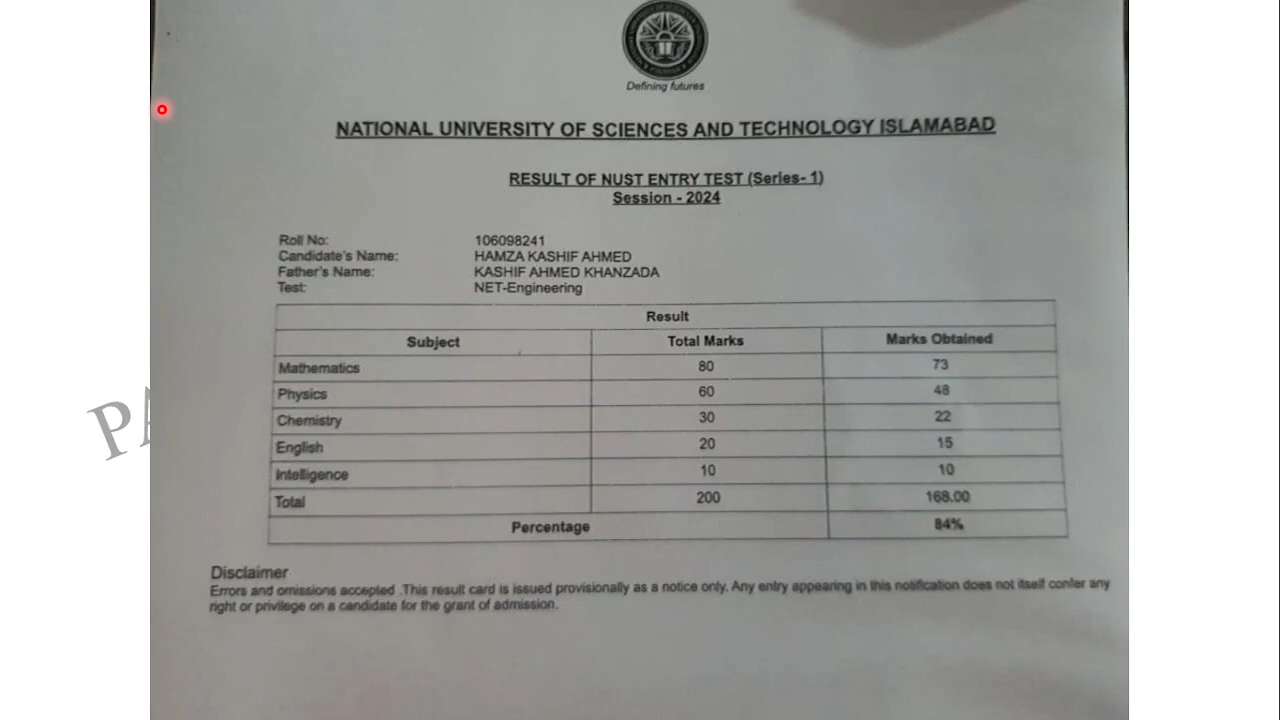 Defining futures
NATIONAL UNIVERSITY OF SCIENCES AND TECHNOLOGY ISLAMABAD
RESULT OF NUST ENTRY TEST (Series- 1)
Session - 2024
Roll No: 106098241
Candidate's Name: HAMZA KASHIF AHMED
Father's Name: KASHIF AHMED KHANZADA
Test: NET-Engineering
Result
Subject Total Marks Marks Obtained
Mathematics 80 73
Physics 60 48
Chemistry 30 22
English 20 15
Intelligence 10 10
Total 200 168.00
Percentage 84%
Disclaimer
Errors and omissions accepted .This result card is issued provisionally as a notice only. Any entry appearing in this notification does not itself confer any
right or privilege on a candidate for the grant of admission.